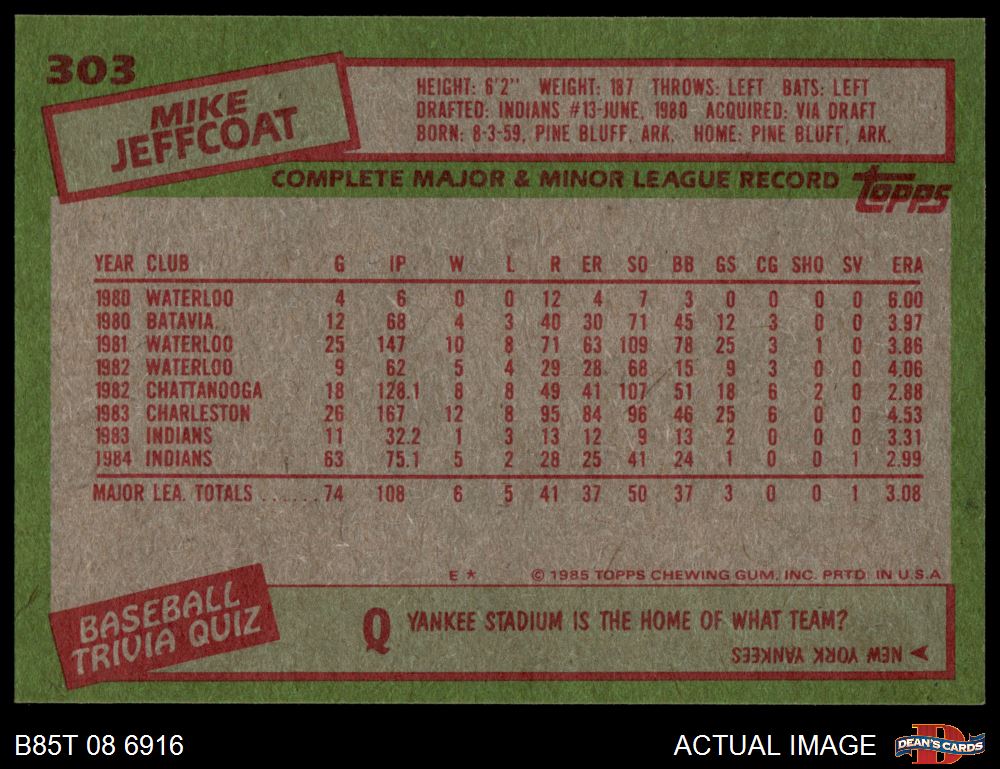 303
MIKE
JEFFCOAT
HEIGHT: 6'2" WEIGHT: 187 THROWS: LEFT BATS: LEFT
DRAFTED: INDIANS #13-JUNE, 1980 ACQUIRED: VIA DRAFT
BORN: 8-3-59, PINE BLUFF, ARK. HOME: PINE BLUFF, ARK.
COMPLETE MAJOR & MINOR LEAGUE RECORD
topps
YEAR CLUB G IP W L R ER SO BB GS CG SHO SV ERA
1980 WATERLOO 4 6 0 0 12 4 7 3 0 0 0 0 6.00
1980 BATAVIA 12 68 4 3 40 30 71 45 12 3 0 0 3.97
1981 WATERLOO 25 147 10 8 71 63 109 78 25 3 1 0 3.86
1982 WATERLOO 9 62 5 4 29 28 68 15 9 3 0 0 4.06
1982 CHATTANOOGA 18 128.1 8 8 49 41 107 51 18 6 2 0 2.88
1983 CHARLESTON 26 167 12 8 95 84 96 46 25 6 0 0 4.53
1983 INDIANS 11 32.2 1 3 13 12 9 13 2 0 0 0 3.31
1984 INDIANS 63 75.1 5 2 28 25 41 24 1 0 0 1 2.99
MAJOR LEA. TOTALS ......74 108 6 5 41 37 50 37 3 0 0 1 3.08
E * © 1985 TOPPS CHEWING GUM, INC. PRTD. IN U.S.A
BASEBALL
TRIVIA QUIZ
Q YANKEE STADIUM IS THE HOME OF WHAT TEAM?
NEW YORK YANKEES
B85T 08 6916
ACTUAL IMAGE
D
DEAN'S CARDS